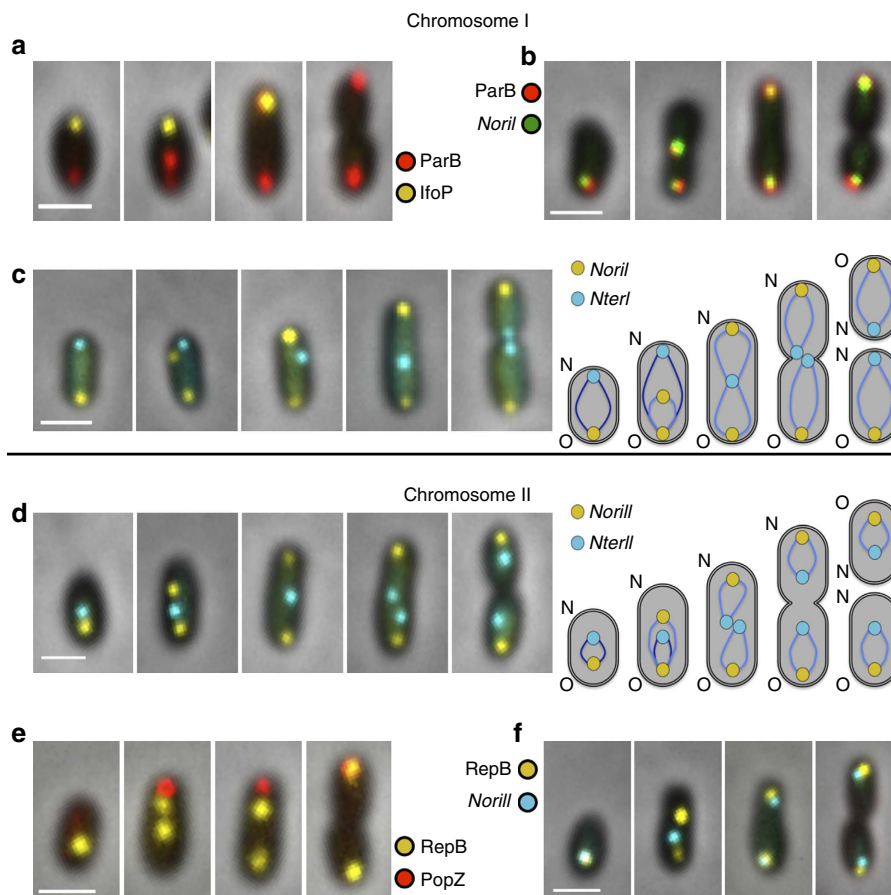 Chromosome I
a
ParB
IfoP
b
ParB
NoriI
c
NoriI
NterI
N
O
N
O
N
O
N
O
O
N
N
O
Chromosome II
d
NoriII
NterII
N
O
N
O
N
O
N
O
O
N
N
O
e
RepB
PopZ
f
RepB
NoriII